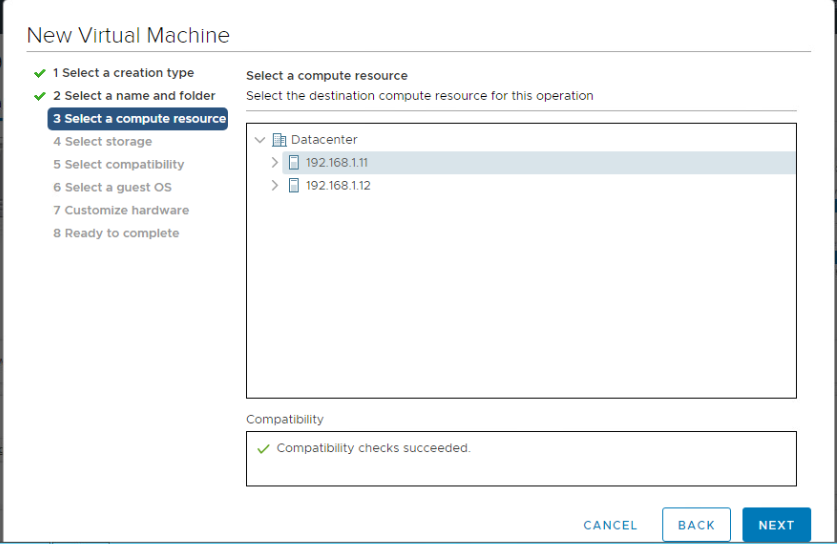 New Virtual Machine
1 Select a creation type
2 Select a name and folder
3 Select a compute resource
4 Select storage
5 Select compatibility
6 Select a guest OS
7 Customize hardware
8 Ready to complete
Select a compute resource
Select the destination compute resource for this operation
Datacenter
192.168.1.11
192.168.1.12
Compatibility
Compatibility checks succeeded.
CANCEL
BACK
NEXT